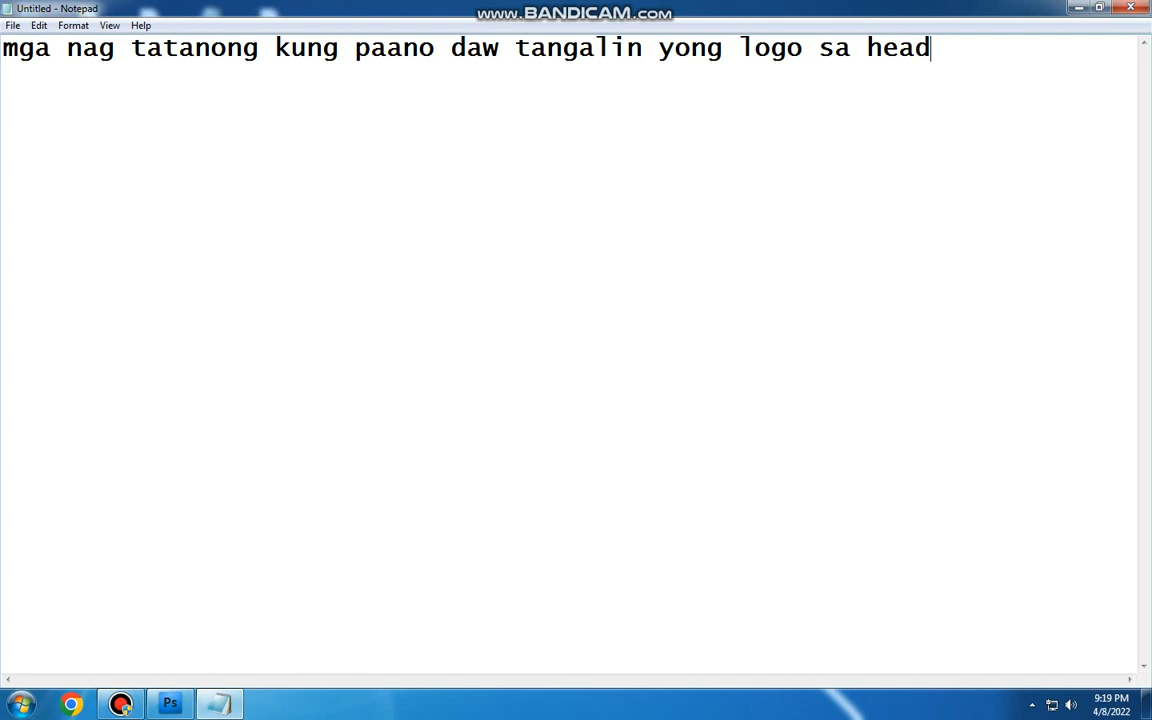 Untitled - Notepad
www.BANDICAM.com
File Edit Format View Help
mga nag tatanong kung paano daw tangalin yong logo sa head
Ps
9:19 PM
4/8/2022